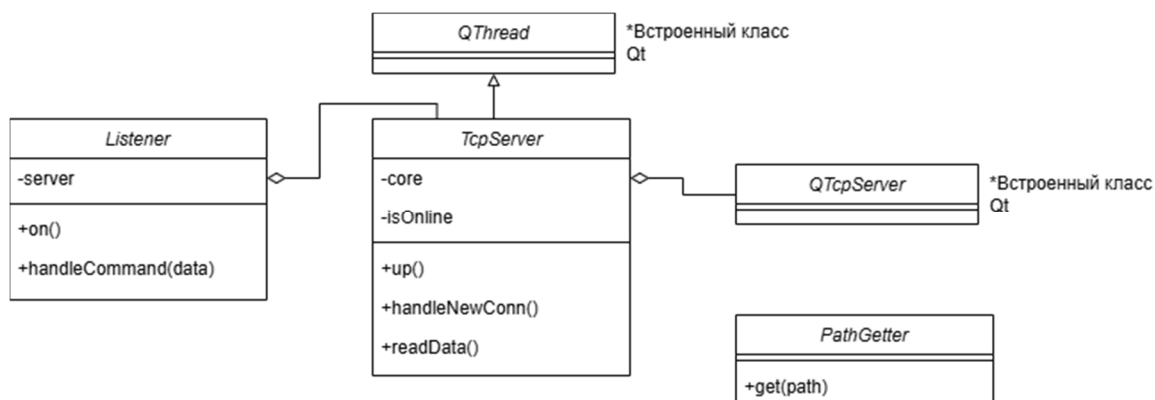 QThread
*Встроенный класс
Qt
Listener
-server
+on()
+handleCommand(data)
TcpServer
-core
-isOnline
+up()
+handleNewConn()
+readData()
QTcpServer
*Встроенный класс
Qt
PathGetter
+get(path)